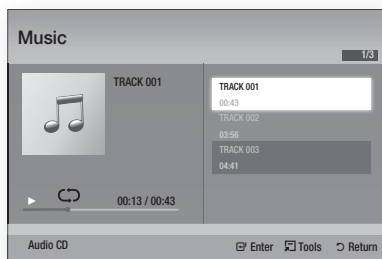 Music
1/3
TRACK 001
00:13 / 00:43
TRACK 001
00:43
TRACK 002
03:56
TRACK 003
04:41
Audio CD
Enter Tools Return